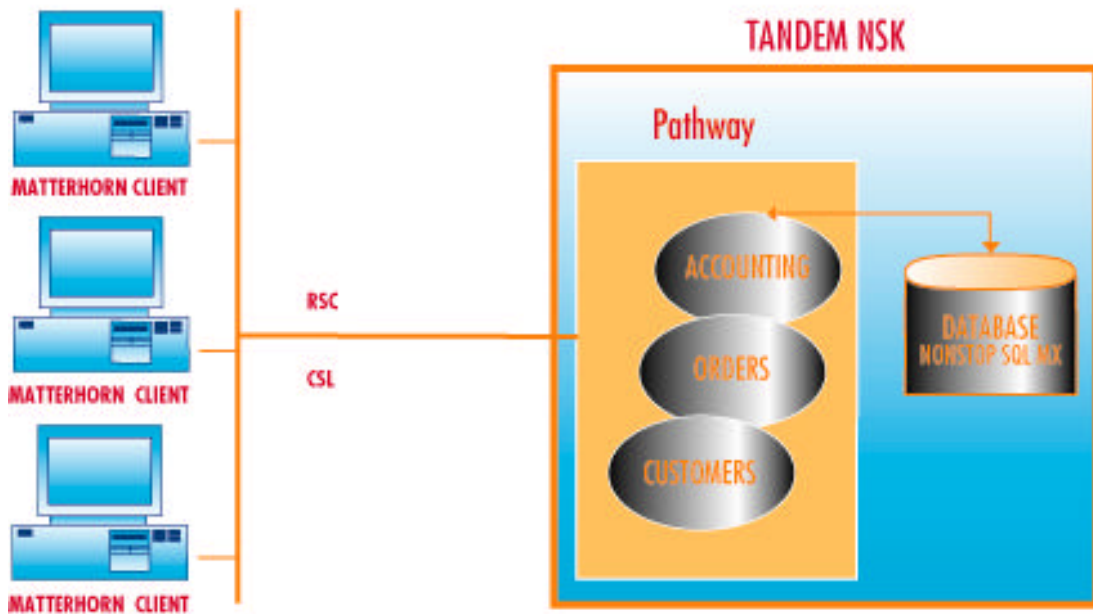 TANDEM NSK
Pathway
MATTERHORN CLIENT
ACCOUNTING
RSC
DATABASE
NONSTOP SQL MX
ORDERS
CSL
MATTERHORN CLIENT
CUSTOMERS
MATTERHORN CLIENT